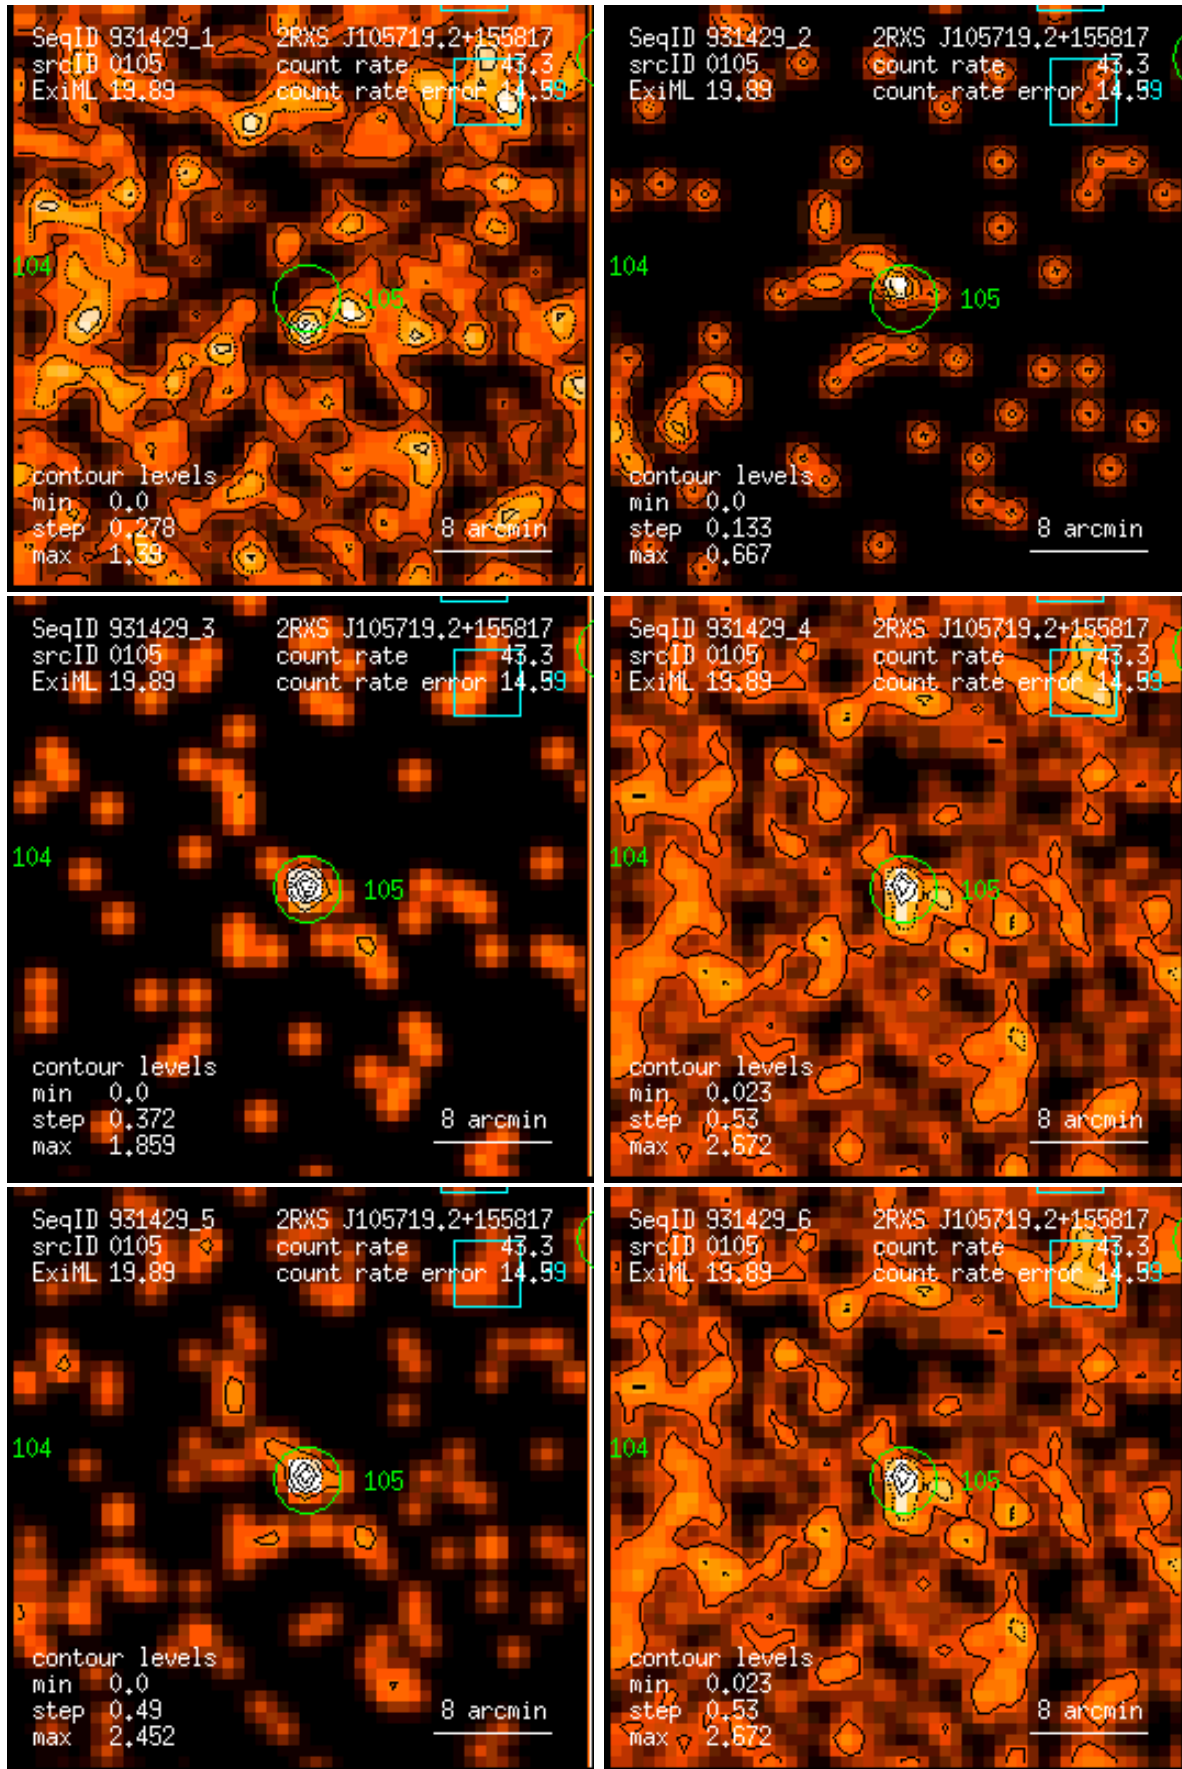 SeqID 931429_1 2RXS J105719.2+155817
srcID 0105 count rate 43.3
ExiML 19.89 count rate error 14.59
104
105
contour levels
min 0.0
step 0.278
max 1.39
8 arcmin
SeqID 931429_2 2RXS J105719.2+155817
srcID 0105 count rate 43.3
ExiML 19.89 count rate error 14.59
104
105
contour levels
min 0.0
step 0.133
max 0.667
8 arcmin
SeqID 931429_3 2RXS J105719.2+155817
srcID 0105 count rate 43.3
ExiML 19.89 count rate error 14.59
104
105
contour levels
min 0.0
step 0.372
max 1.859
8 arcmin
SeqID 931429_4 2RXS J105719.2+155817
srcID 0105 count rate 43.3
ExiML 19.89 count rate error 14.59
104
105
contour levels
min 0.023
step 0.53
max 2.672
8 arcmin
SeqID 931429_5 2RXS J105719.2+155817
srcID 0105 count rate 43.3
ExiML 19.89 count rate error 14.59
104
105
contour levels
min 0.0
step 0.49
max 2.452
8 arcmin
SeqID 931429_6 2RXS J105719.2+155817
srcID 0105 count rate 43.3
ExiML 19.89 count rate error 14.59
104
105
contour levels
min 0.023
step 0.53
max 2.672
8 arcmin